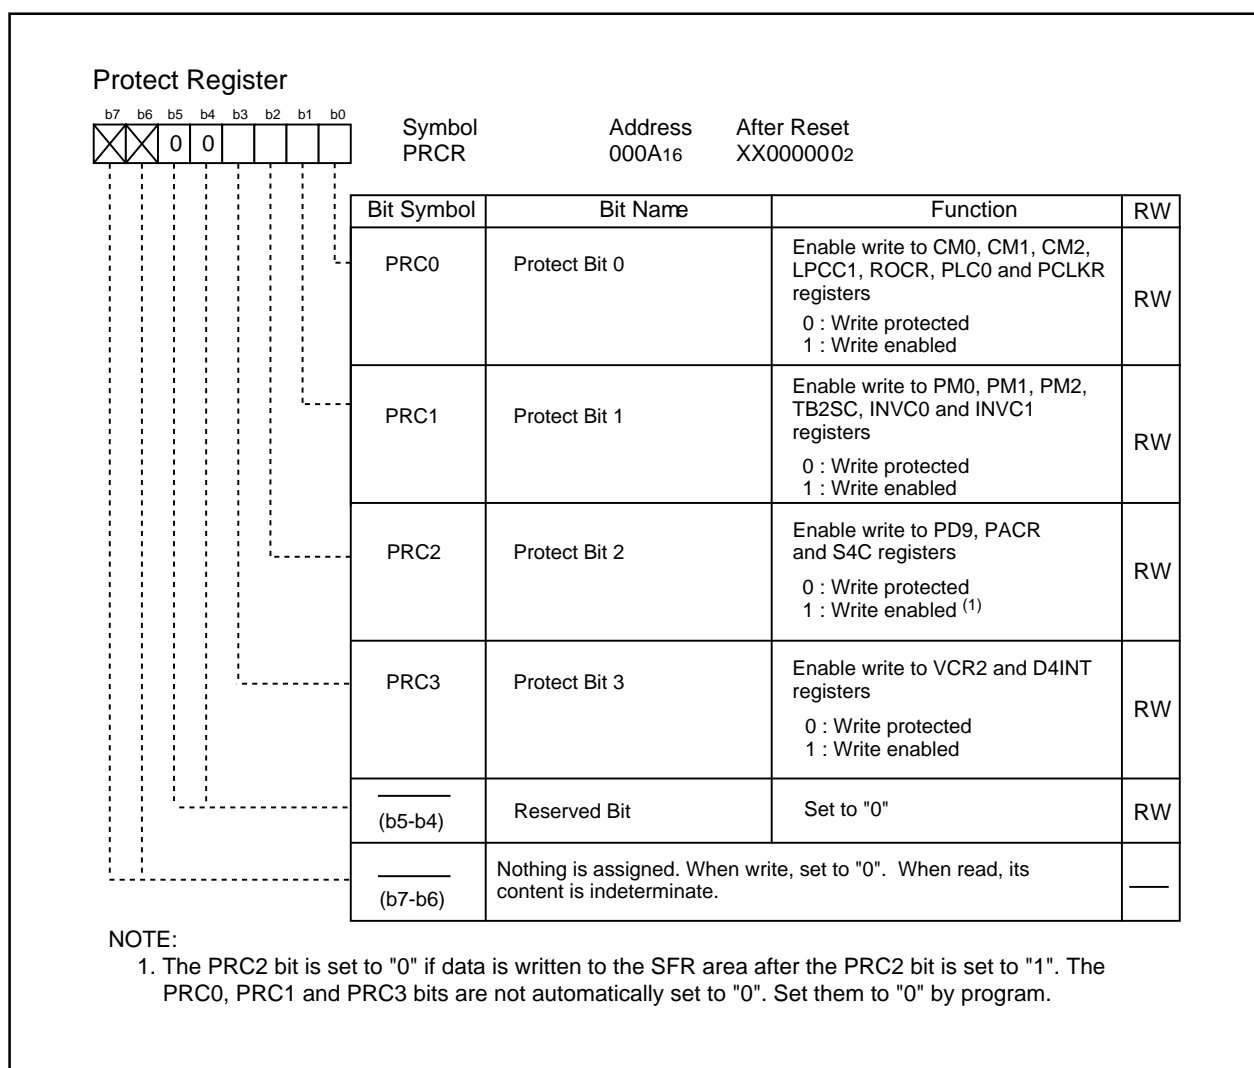 Protect Register
b7 b6 b5 b4 b3 b2 b1 b0
0 0
Symbol Address After Reset
PRCR 000A16 XX0000002
Bit Symbol Bit Name Function RW
PRC0 Protect Bit 0 Enable write to CM0, CM1, CM2,
LPCC1, ROCR, PLC0 and PCLKR
registers
0 : Write protected
1 : Write enabled
RW
PRC1 Protect Bit 1 Enable write to PM0, PM1, PM2,
TB2SC, INVC0 and INVC1
registers
0 : Write protected
1 : Write enabled
RW
PRC2 Protect Bit 2 Enable write to PD9, PACR
and S4C registers
0 : Write protected
1 : Write enabled (1)
RW
PRC3 Protect Bit 3 Enable write to VCR2 and D4INT
registers
0 : Write protected
1 : Write enabled
RW
(b5-b4) Reserved Bit Set to "0" RW
(b7-b6) Nothing is assigned. When write, set to "0". When read, its
content is indeterminate.
NOTE:
1. The PRC2 bit is set to "0" if data is written to the SFR area after the PRC2 bit is set to "1". The
PRC0, PRC1 and PRC3 bits are not automatically set to "0". Set them to "0" by program.